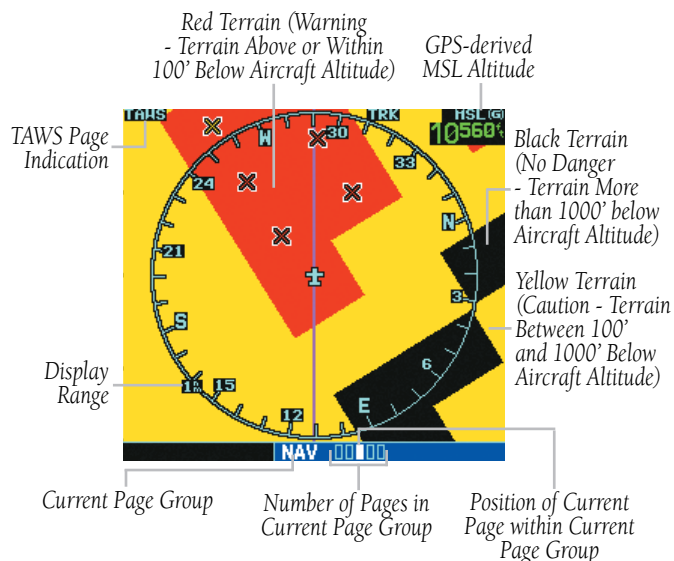 Red Terrain (Warning
- Terrain Above or Within
100' Below Aircraft Altitude)
GPS-derived
MSL Altitude
TAWS Page
Indication
TAWS
TRK
MSL(G)
10560
W
30
33
24
N
21
3
S
6
15
12
E
NAV
Black Terrain
(No Danger
- Terrain More
than 1000' below
Aircraft Altitude)
Yellow Terrain
(Caution - Terrain
Between 100'
and 1000' Below
Aircraft Altitude)
Display
Range
Current Page Group
Number of Pages in
Current Page Group
Position of Current
Page within Current
Page Group